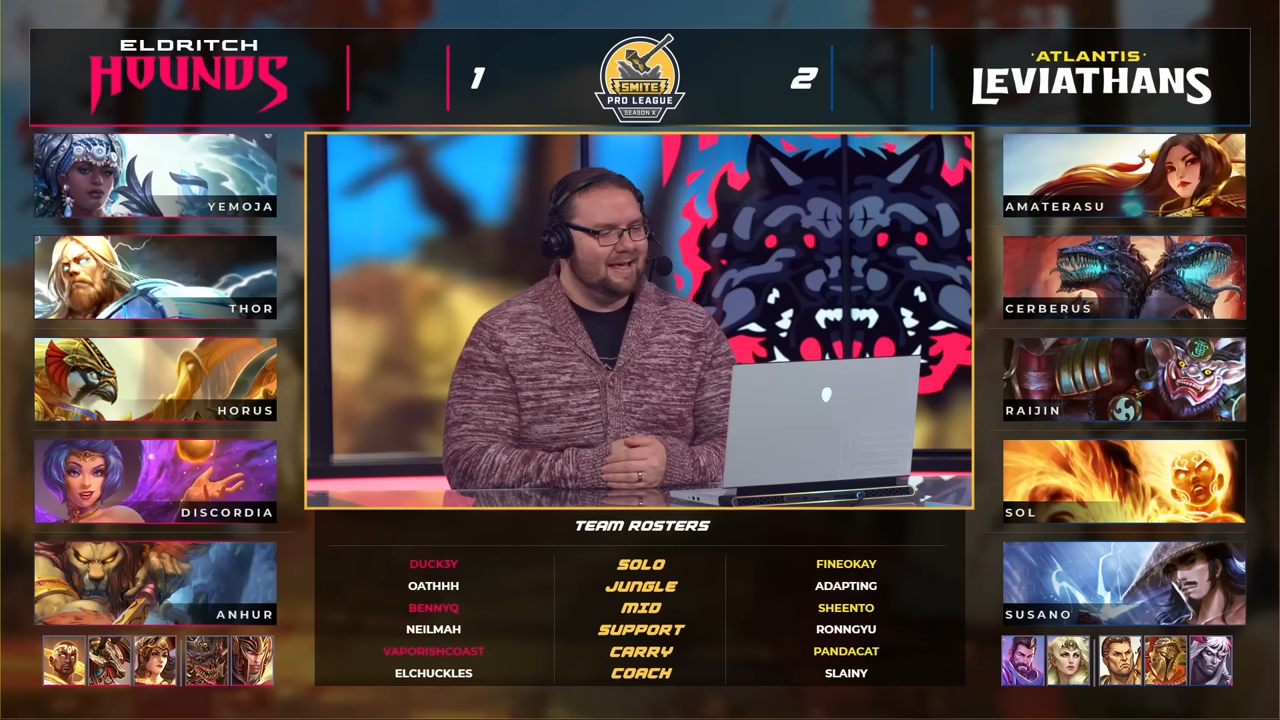 ELDRITCH
HOUNDS
1
SMITE
PRO LEAGUE
SEASON X
2
·ATLANTIS·
LEVIATHANS
YEMOJA
THOR
HORUS
DISCORDIA
ANHUR
AMATERASU
CERBERUS
RAIJIN
SOL
SUSANO
TEAM ROSTERS
DUCK3Y SOLO FINEOKAY
OATHHH JUNGLE ADAPTING
BENNYQ MID SHEENTO
NEILMAH SUPPORT RONNGYU
VAPORISHCOAST CARRY PANDACAT
ELCHUCKLES COACH SLAINY